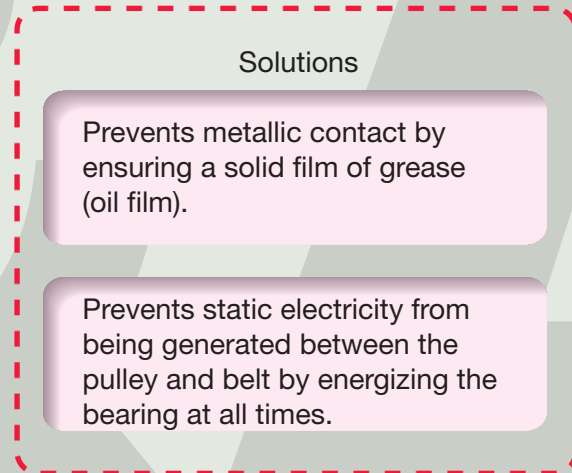 Solutions
Prevents metallic contact by
ensuring a solid film of grease
(oil film).
Prevents static electricity from
being generated between the
pulley and belt by energizing the
bearing at all times.